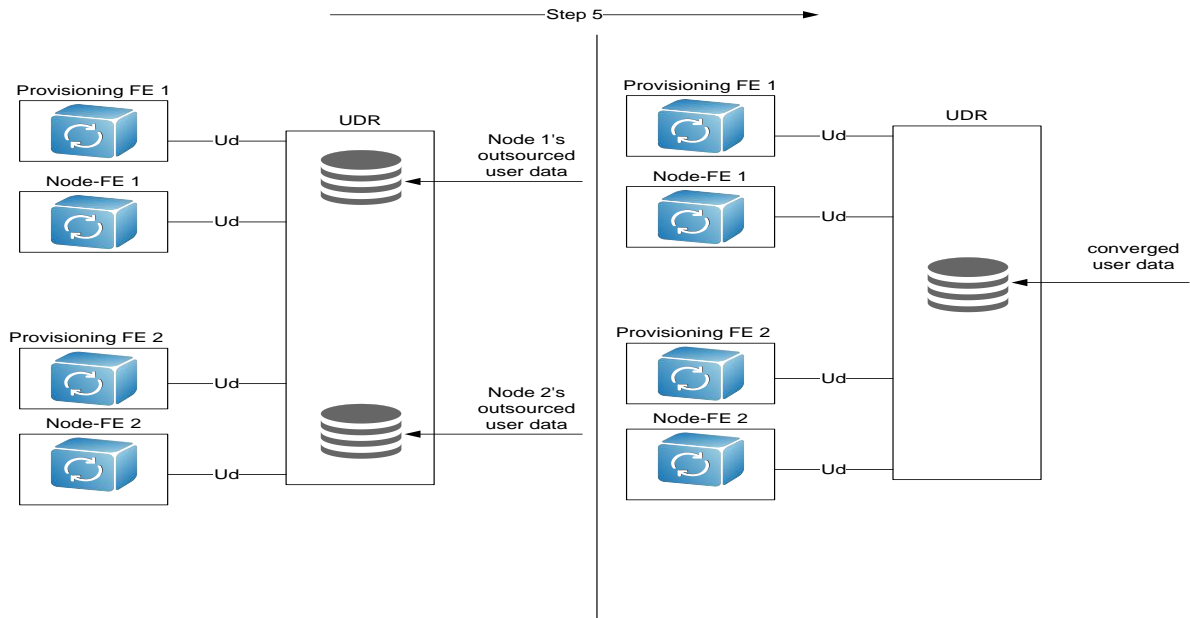 Step 5
Provisioning FE 1
Ud
UDR
Node 1's
outsourced
user data
Node-FE 1
Ud
Provisioning FE 2
Ud
Node 2's
outsourced
user data
Node-FE 2
Ud
Provisioning FE 1
Ud
UDR
Node-FE 1
Ud
converged
user data
Provisioning FE 2
Ud
Node-FE 2
Ud